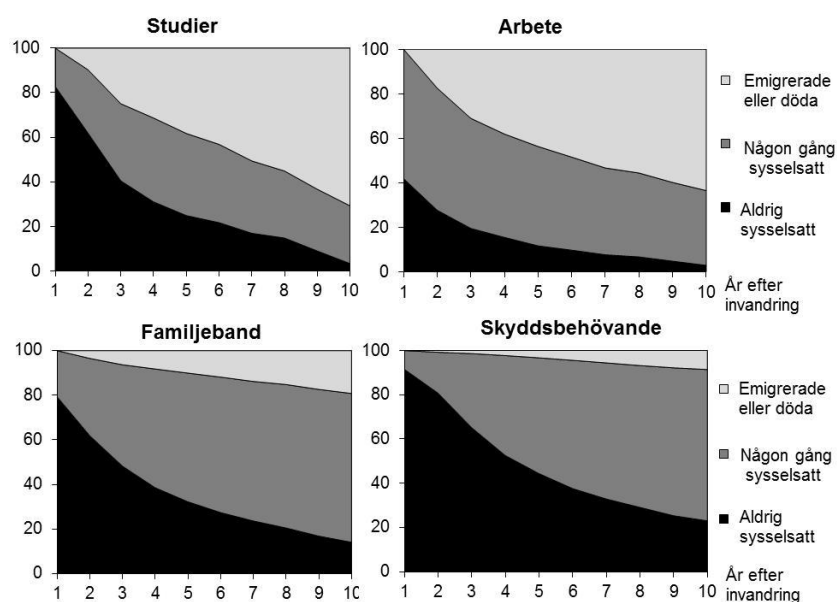 Studier
100
80
60
40
20
0
1 2 3 4 5 6 7 8 9 10
Arbete
100
80
60
40
20
0
1 2 3 4 5 6 7 8 9 10
Emigrerade
eller döda
Någon gång
sysselsatt
Aldrig
sysselsatt
År efter
invandring
Familjeband
100
80
60
40
20
0
1 2 3 4 5 6 7 8 9 10
Skyddsbehövande
100
80
60
40
20
0
1 2 3 4 5 6 7 8 9 10
Emigrerade
eller döda
Någon gång
sysselsatt
Aldrig
sysselsatt
År efter
invandring